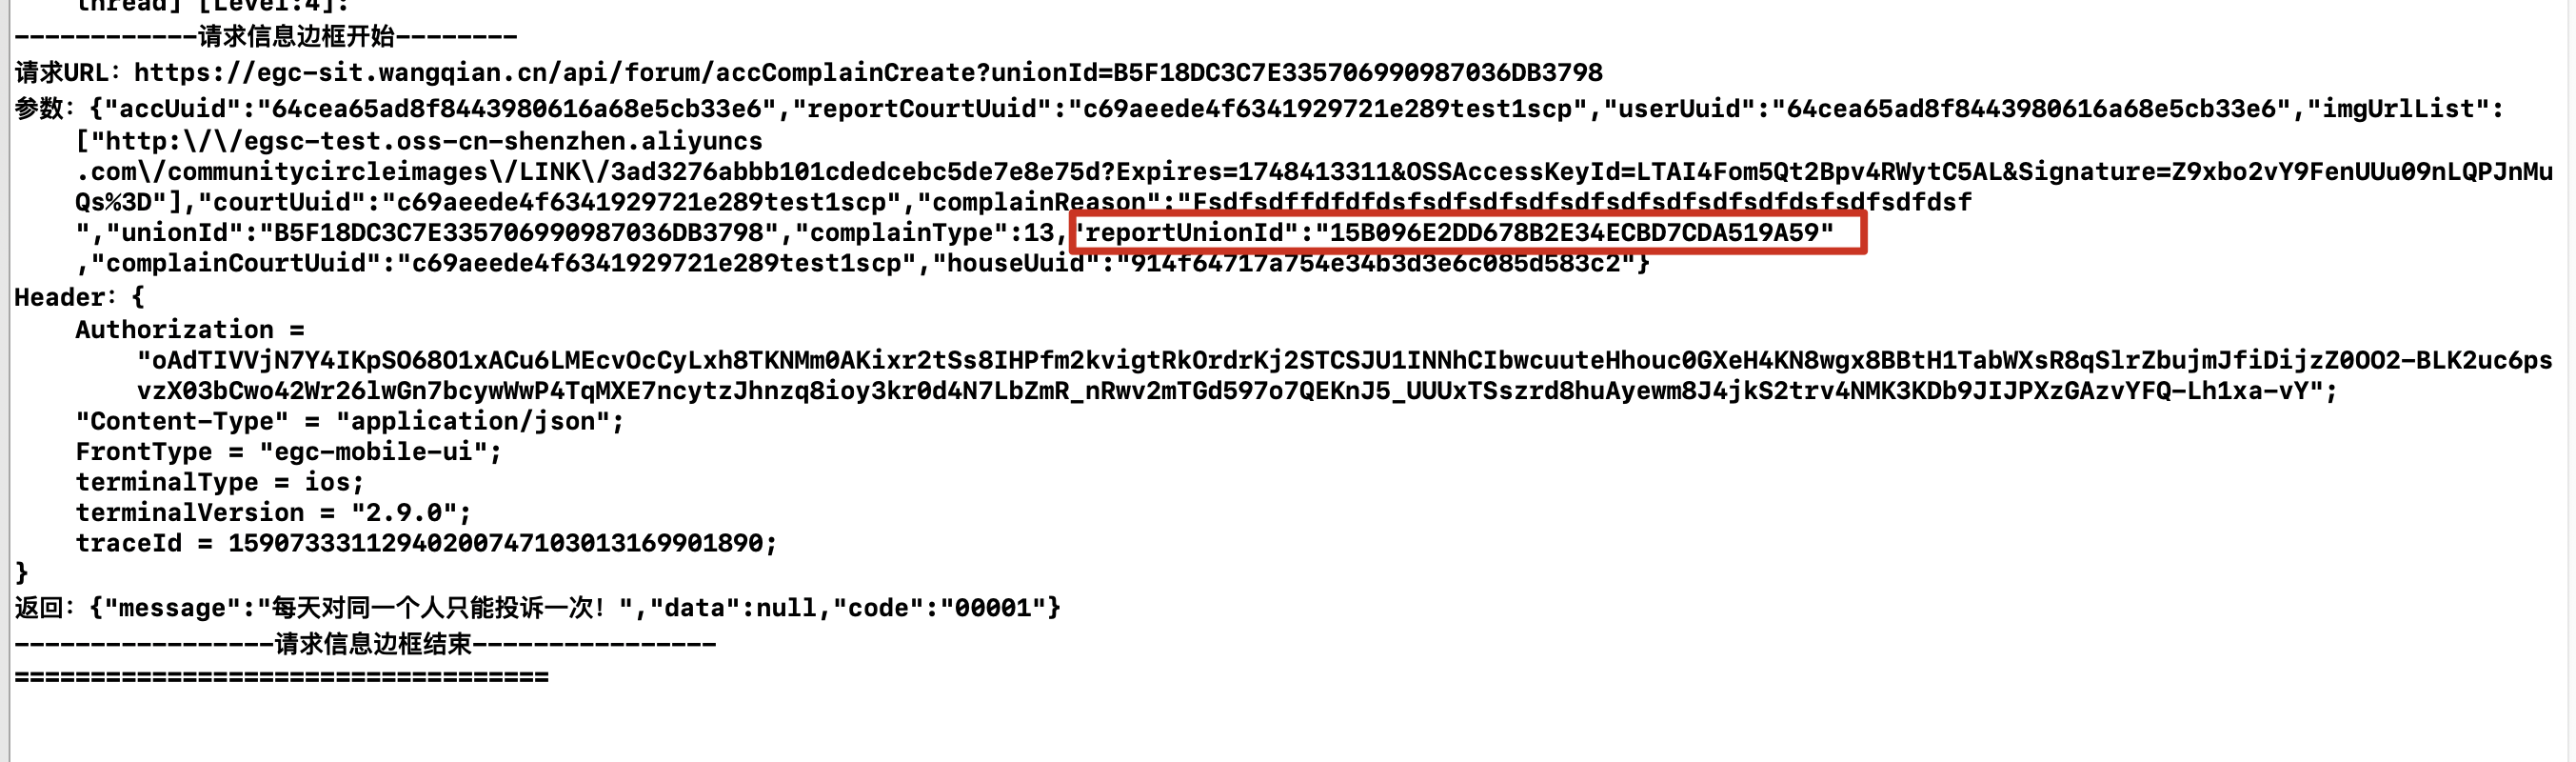 thread] [Level:4]:
------------请求信息边框开始--------
请求URL：https://egc-sit.wangqian.cn/api/forum/accComplainCreate?unionId=B5F18DC3C7E335706990987036DB3798
参数：{"accUuid":"64cea65ad8f8443980616a68e5cb33e6","reportCourtUuid":"c69aeede4f6341929721e289test1scp","userUuid":"64cea65ad8f8443980616a68e5cb33e6","imgUrlList":
["http:\/\/egsc-test.oss-cn-shenzhen.aliyuncs
.com\/communitycircleimages\/LINK\/3ad3276abbb101cdedcebc5de7e8e75d?Expires=1748413311&OSSAccessKeyId=LTAI4Fom5Qt2Bpv4RWytC5AL&Signature=Z9xbo2vY9FenUUu09nLQPJnMu
Qs%3D"],"courtUuid":"c69aeede4f6341929721e289test1scp","complainReason":"Fsdfsdffdfdfdsfsdfsdfsdfsdfsdfsdfsdfsdfdsfsdfsdfdsf
","unionId":"B5F18DC3C7E335706990987036DB3798","complainType":13,"reportUnionId":"15B096E2DD678B2E34ECBD7CDA519A59"
,"complainCourtUuid":"c69aeede4f6341929721e289test1scp","houseUuid":"914f64717a754e34b3d3e6c085d583c2"}
Header：{
Authorization =
"oAdTIVVjN7Y4IKpSO68O1xACu6LMEcvOcCyLxh8TKNMm0AKixr2tSs8IHPfm2kvigtRkOrdrKj2STCSJU1INNhCIbwcuuteHhouc0GXeH4KN8wgx8BBtH1TabWXsR8qSlrZbujmJfiDijzZ0OO2-BLK2uc6ps
vzX03bCwo42Wr26lwGn7bcywWwP4TqMXE7ncytzJhnzq8ioy3kr0d4N7LbZmR_nRwv2mTGd597o7QEKnJ5_UUUxTSszrd8huAyewm8J4jkS2trv4NMK3KDb9JIJPXzGAzvYFQ-Lh1xa-vY";
"Content-Type" = "application/json";
FrontType = "egc-mobile-ui";
terminalType = ios;
terminalVersion = "2.9.0";
traceId = 159073331129402007471030131699​01890;
}
返回：{"message":"每天对同一个人只能投诉一次！","data":null,"code":"00001"}
-----------------请求信息边框结束----------------
===================================